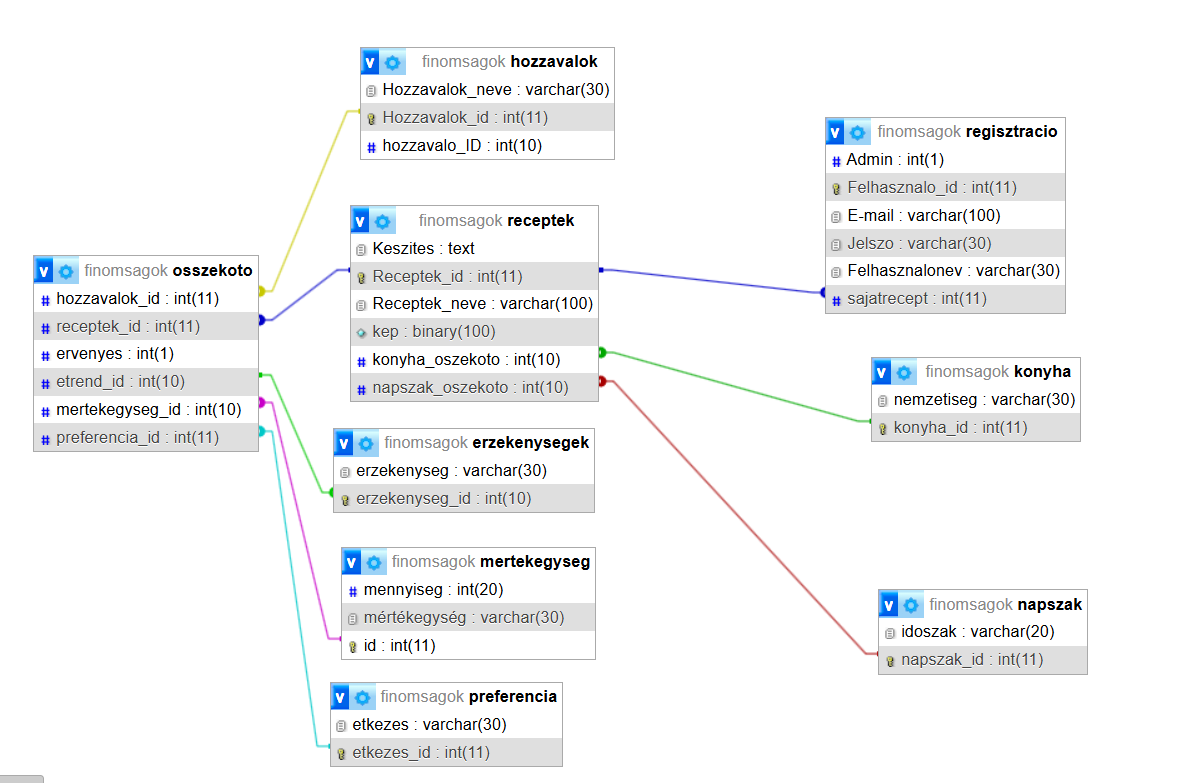 finomsagok hozzavalok
Hozzavalok_neve : varchar(30)
Hozzavalok_id : int(11)
hozzavalo_ID : int(10)
finomsagok regisztracio
Admin : int(1)
Felhasznalo_id : int(11)
E-mail : varchar(100)
Jelszo : varchar(30)
Felhasznalonev : varchar(30)
sajatrecept : int(11)
finomsagok receptek
Keszites : text
Receptek_id : int(11)
Receptek_neve : varchar(100)
kep : binary(100)
konyha_oszekoto : int(10)
napszak_oszekoto : int(10)
finomsagok osszekoto
hozzavalok_id : int(11)
receptek_id : int(11)
ervenyes : int(1)
etrend_id : int(10)
mertekegyseg_id : int(10)
preferencia_id : int(11)
finomsagok konyha
nemzetiseg : varchar(30)
konyha_id : int(11)
finomsagok erzekenysegek
erzekenyseg : varchar(30)
erzekenyseg_id : int(10)
finomsagok mertekegyseg
mennyiseg : int(20)
mértékegység : varchar(30)
id : int(11)
finomsagok napszak
idoszak : varchar(20)
napszak_id : int(11)
finomsagok preferencia
etkezes : varchar(30)
etkezes_id : int(11)